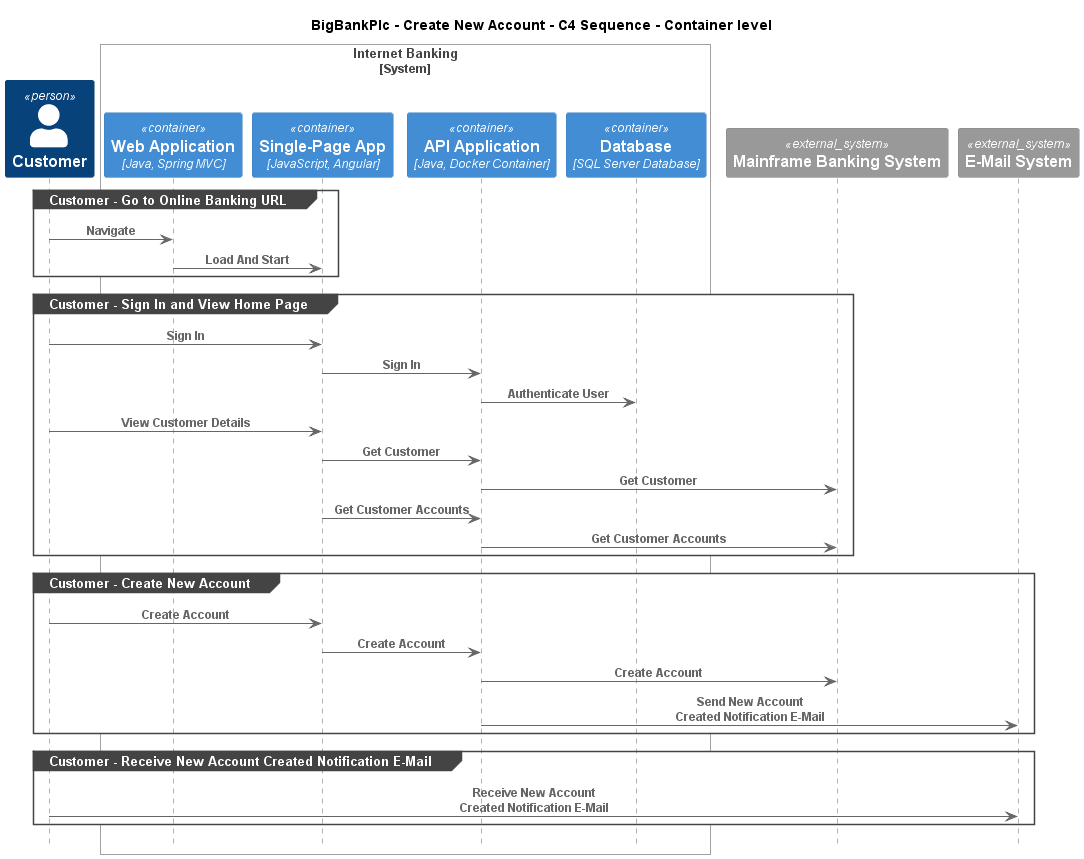 BigBankPlc - Create New Account - C4 Sequence - Container level
Internet Banking
[System]
«person»
Customer
«container»
Web Application
[Java, Spring MVC]
«container»
Single-Page App
[JavaScript, Angular]
«container»
API Application
[Java, Docker Container]
«container»
Database
[SQL Server Database]
«external_system»
Mainframe Banking System
«external_system»
E-Mail System
Customer - Go to Online Banking URL
Navigate
Load And Start
Customer - Sign In and View Home Page
Sign In
Sign In
Authenticate User
View Customer Details
Get Customer
Get Customer
Get Customer Accounts
Get Customer Accounts
Customer - Create New Account
Create Account
Create Account
Create Account
Send New Account
Created Notification E-Mail
Customer - Receive New Account Created Notification E-Mail
Receive New Account
Created Notification E-Mail